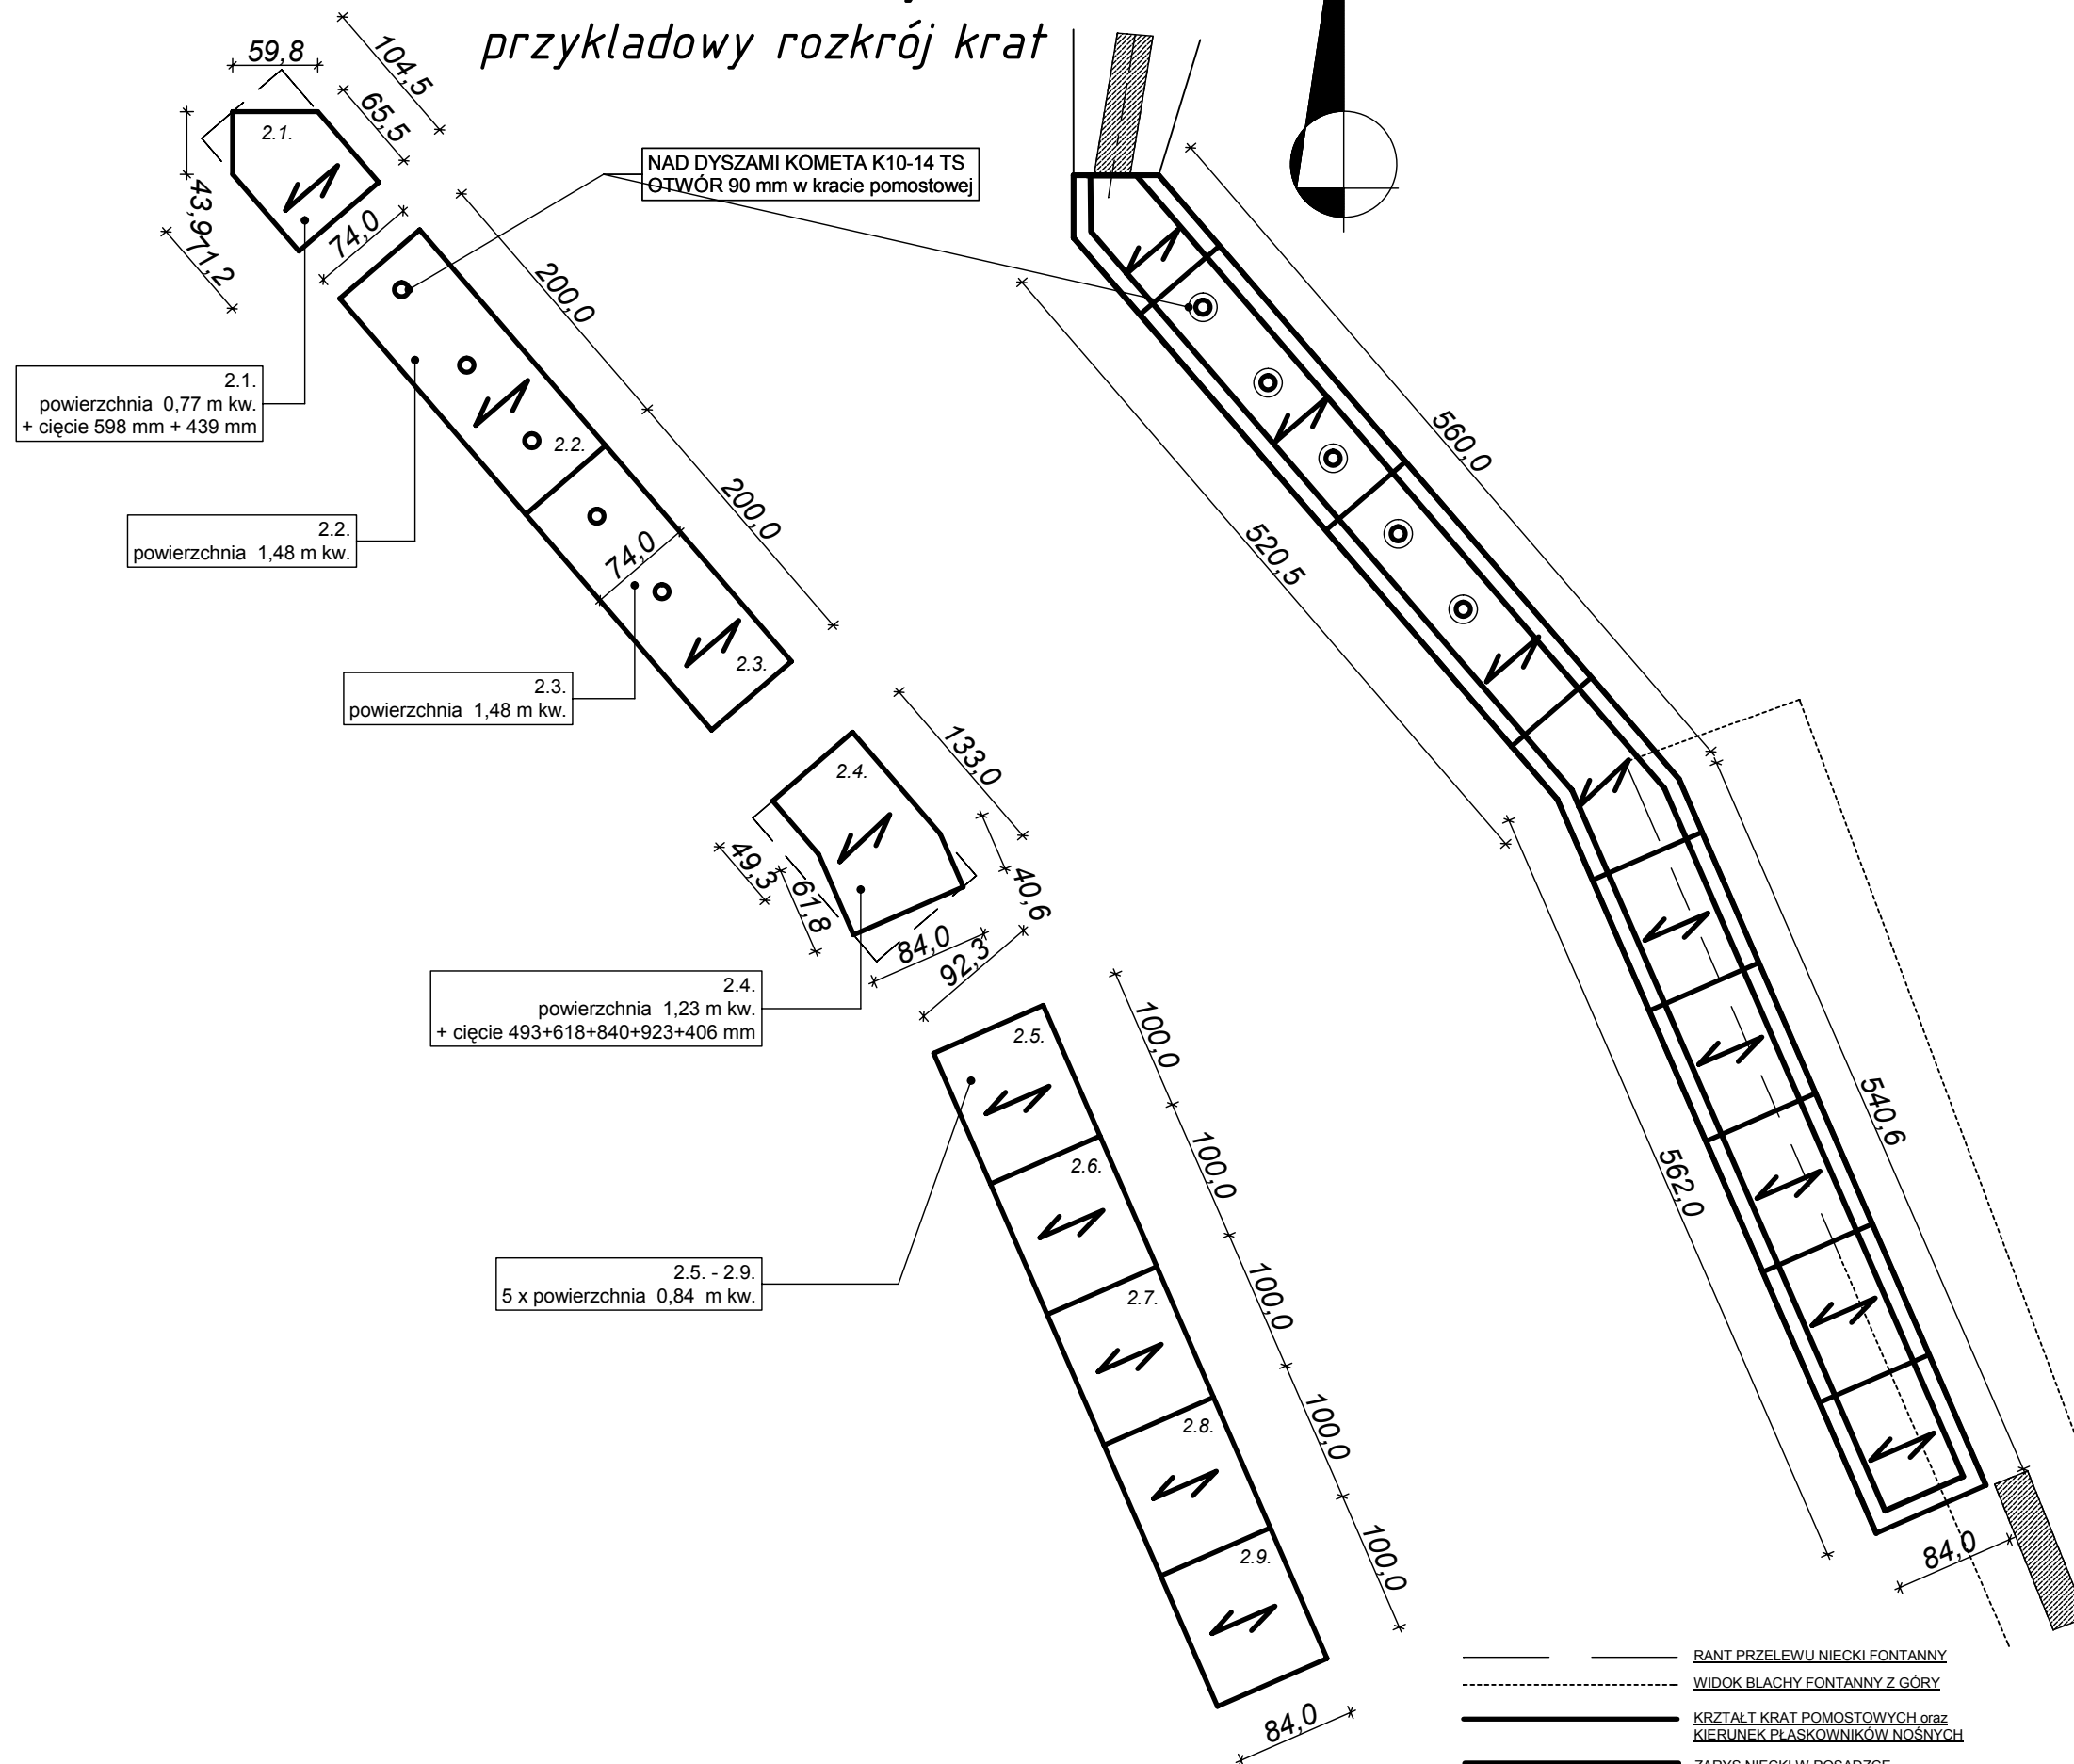 przykladowy rozkrój krat
59,8
104,5
65,5
2.1.
43,9
71,2
74,0
NAD DYSZAMI KOMETA K10-14 TS
OTWÓR 90 mm w kracie pomostowej
200,0
2.1.
powierzchnia 0,77 m kw.
+ cięcie 598 mm + 439 mm
2.2.
200,0
2.2.
powierzchnia 1,48 m kw.
74,0
2.3.
2.3.
powierzchnia 1,48 m kw.
560,0
520,5
133,0
2.4.
49,3
61,8
40,6
84,0
92,3
2.4.
powierzchnia 1,23 m kw.
+ cięcie 493+618+840+923+406 mm
2.5.
100,0
2.6.
100,0
2.7.
100,0
2.8.
100,0
2.9.
100,0
2.5. - 2.9.
5 x powierzchnia 0,84 m kw.
540,6
562,0
84,0
84,0
RANT PRZELEWU NIECKI FONTANNY
WIDOK BLACHY FONTANNY Z GÓRY
KRZTAŁT KRAT POMOSTOWYCH oraz
KIERUNEK PŁASKOWNIKÓW NOŚNYCH
ZARYS NIECKI W POSADZCE